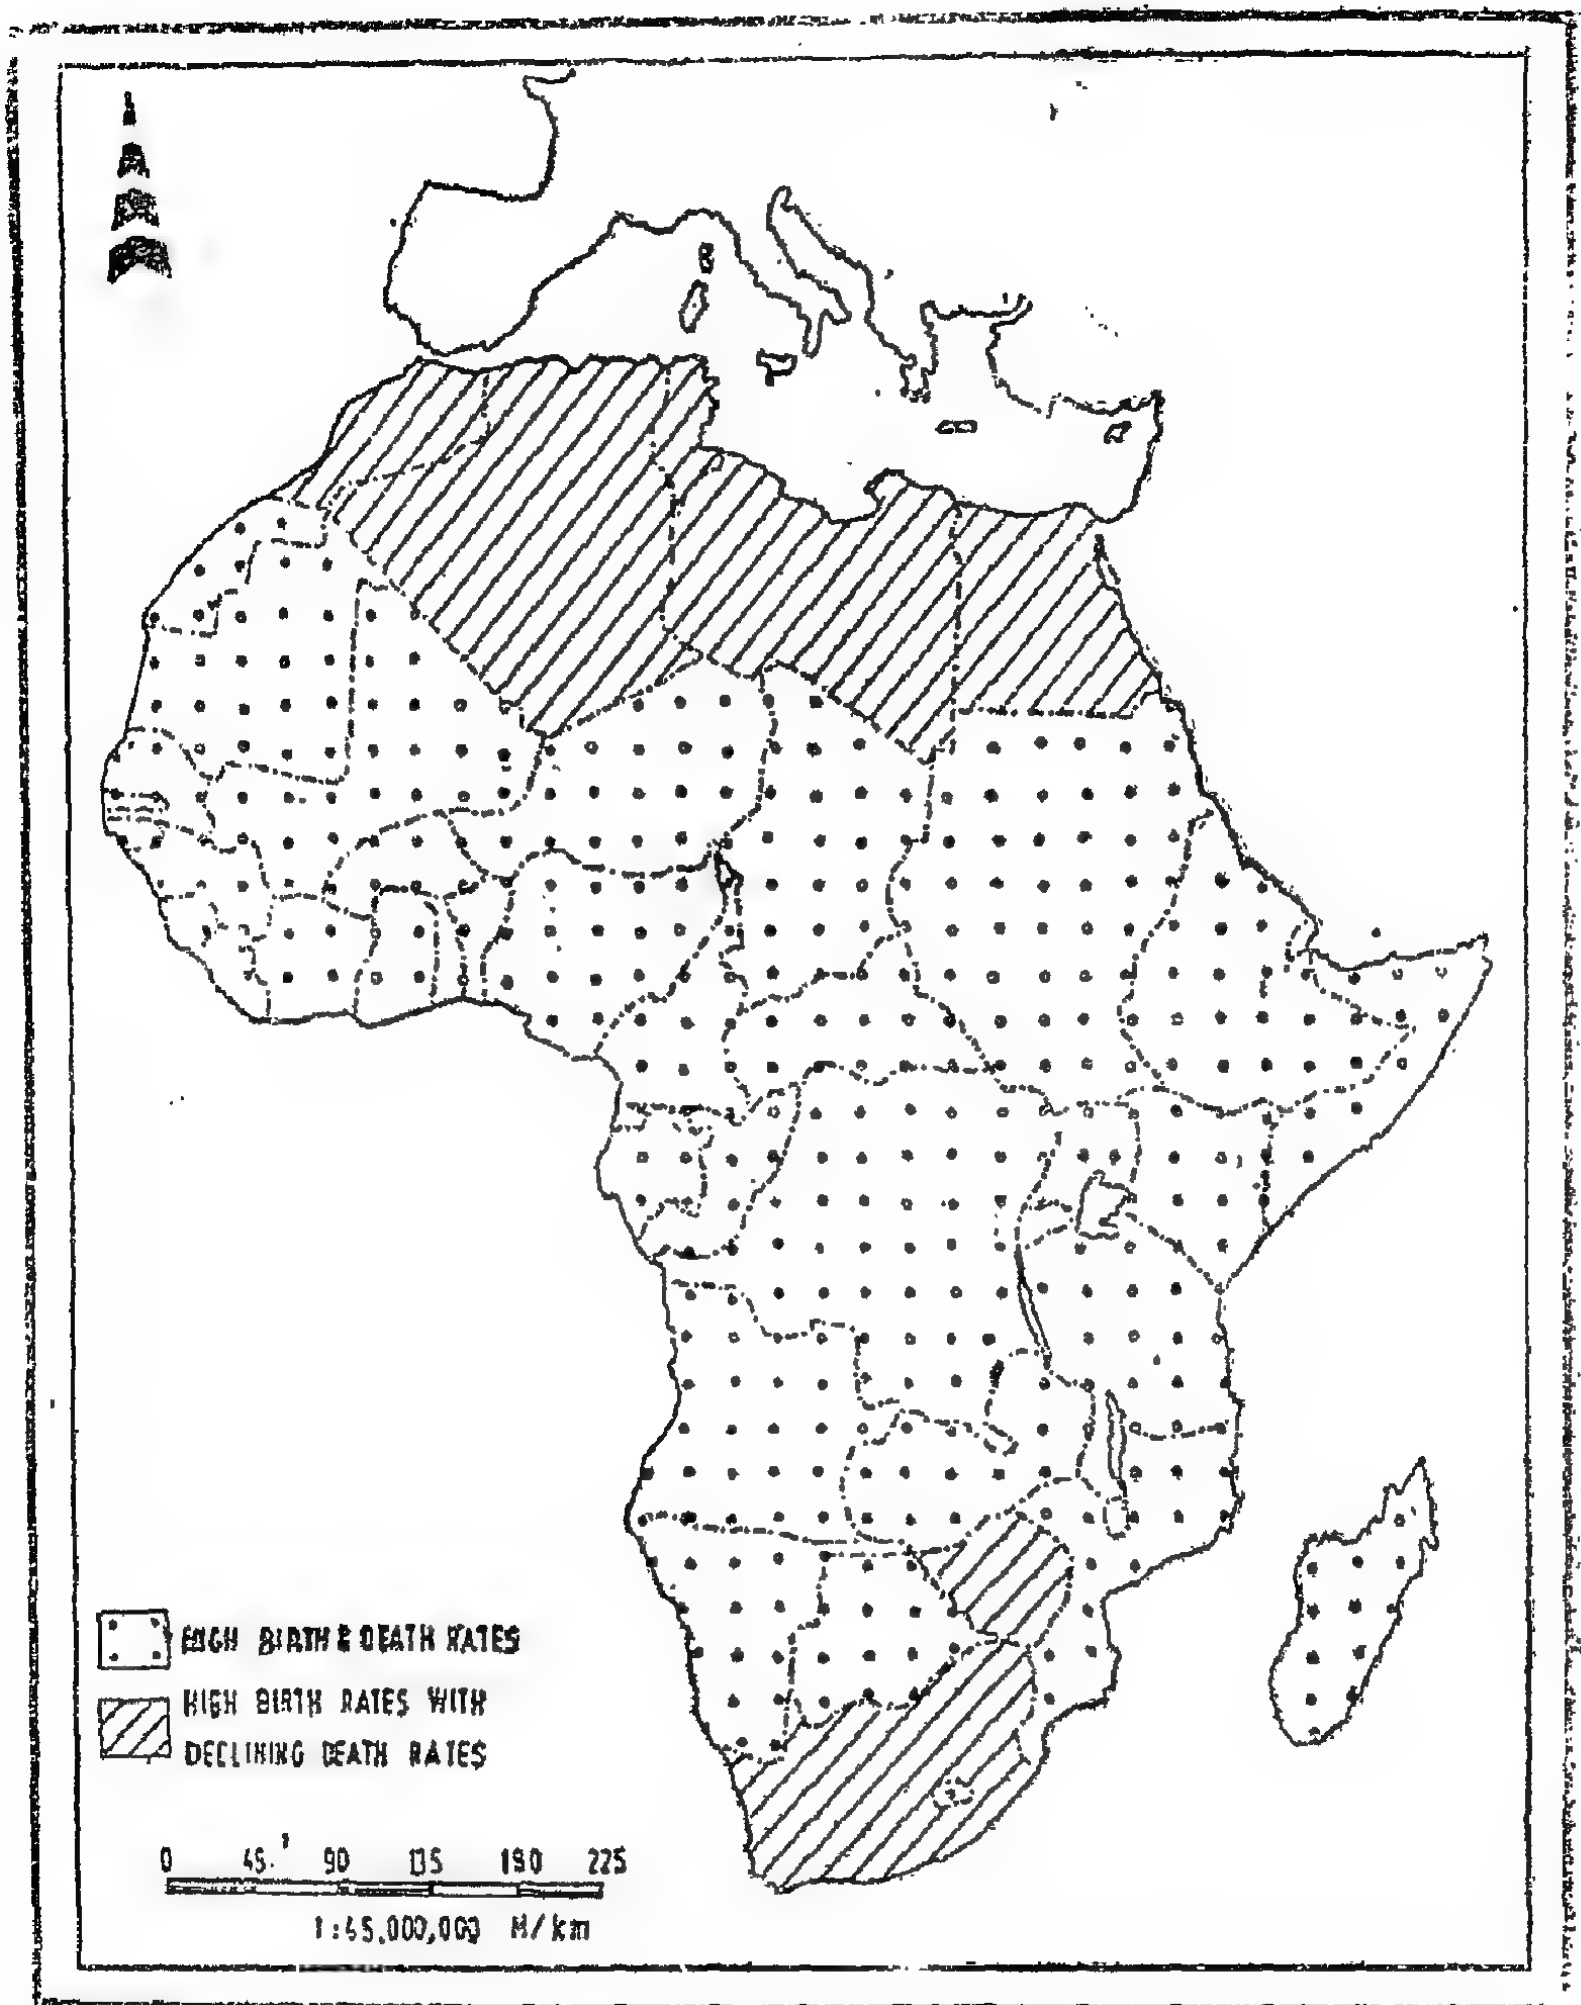 HIGH BIRTH & DEATH RATES
HIGH BIRTH RATES WITH
DECLINING DEATH RATES
0 45 90 135 180 225
1:45,000,000 M/km